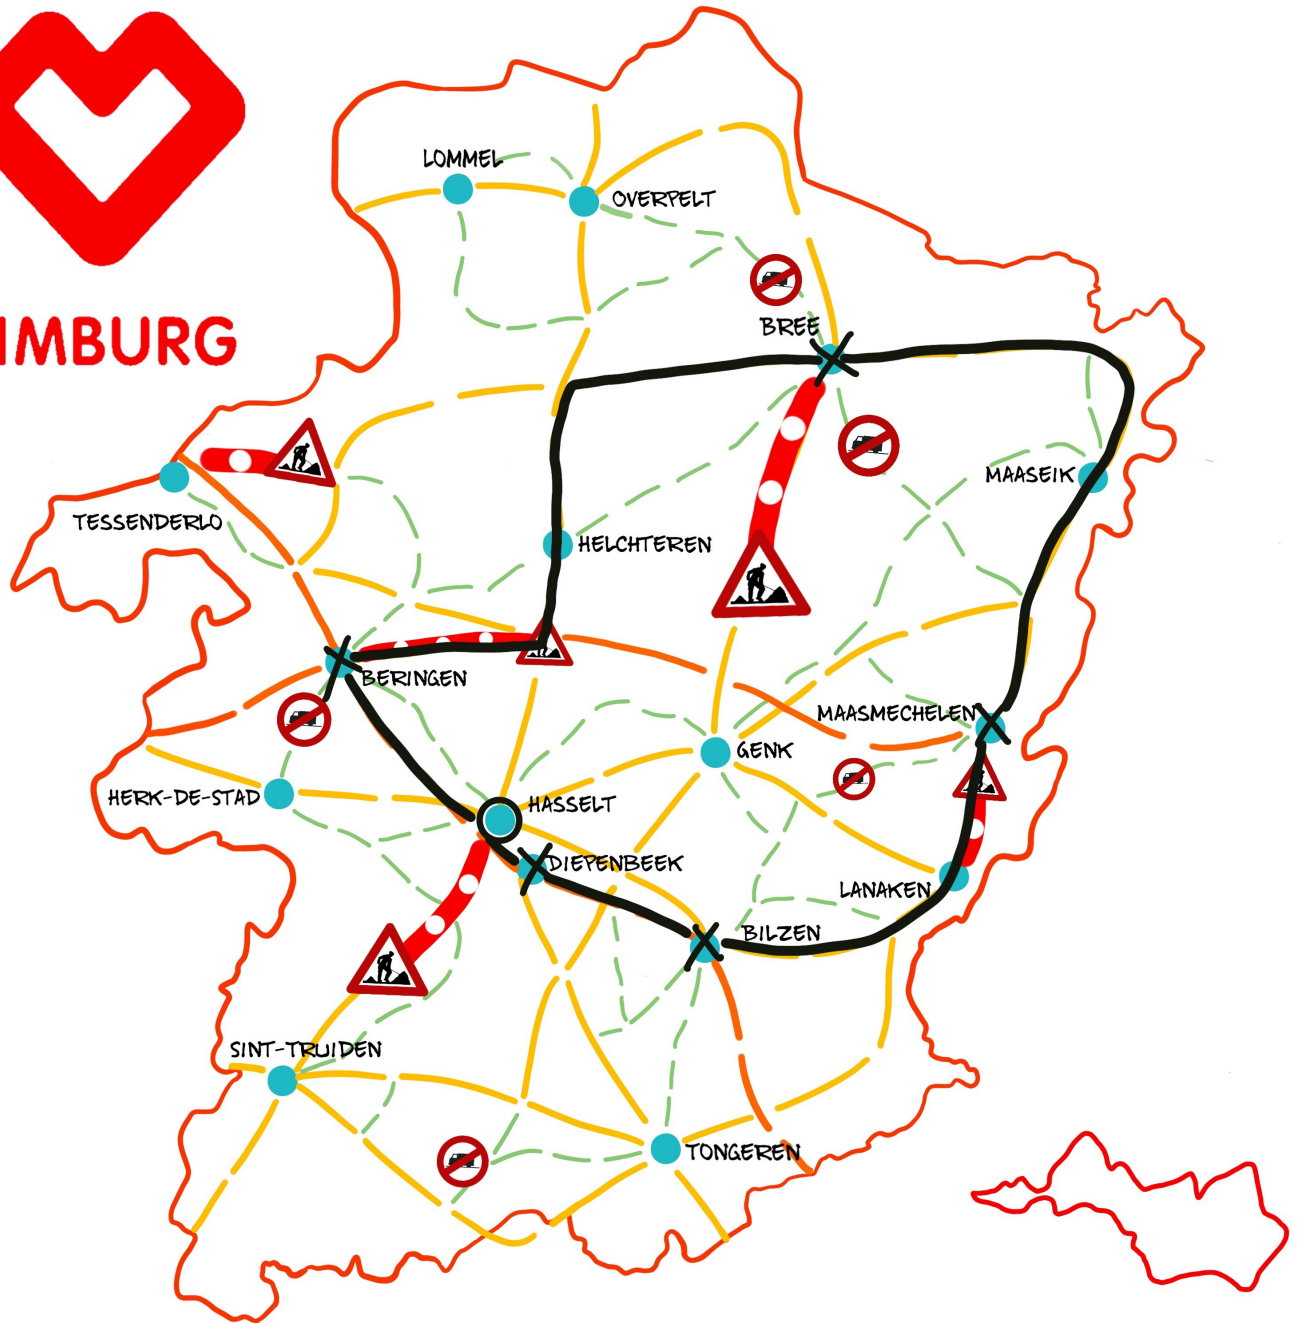 LOMMEL
OVERPELT
BREE
IMBURG
MAASEIK
TESSENDERLO
HELCHTEREN
BERINGEN
MAASMECHELEN
GENK
HERK-DE-STAD
HASSELT
DIEPENBEEK
LANAKEN
BILZEN
SINT-TRUIDEN
TONGEREN